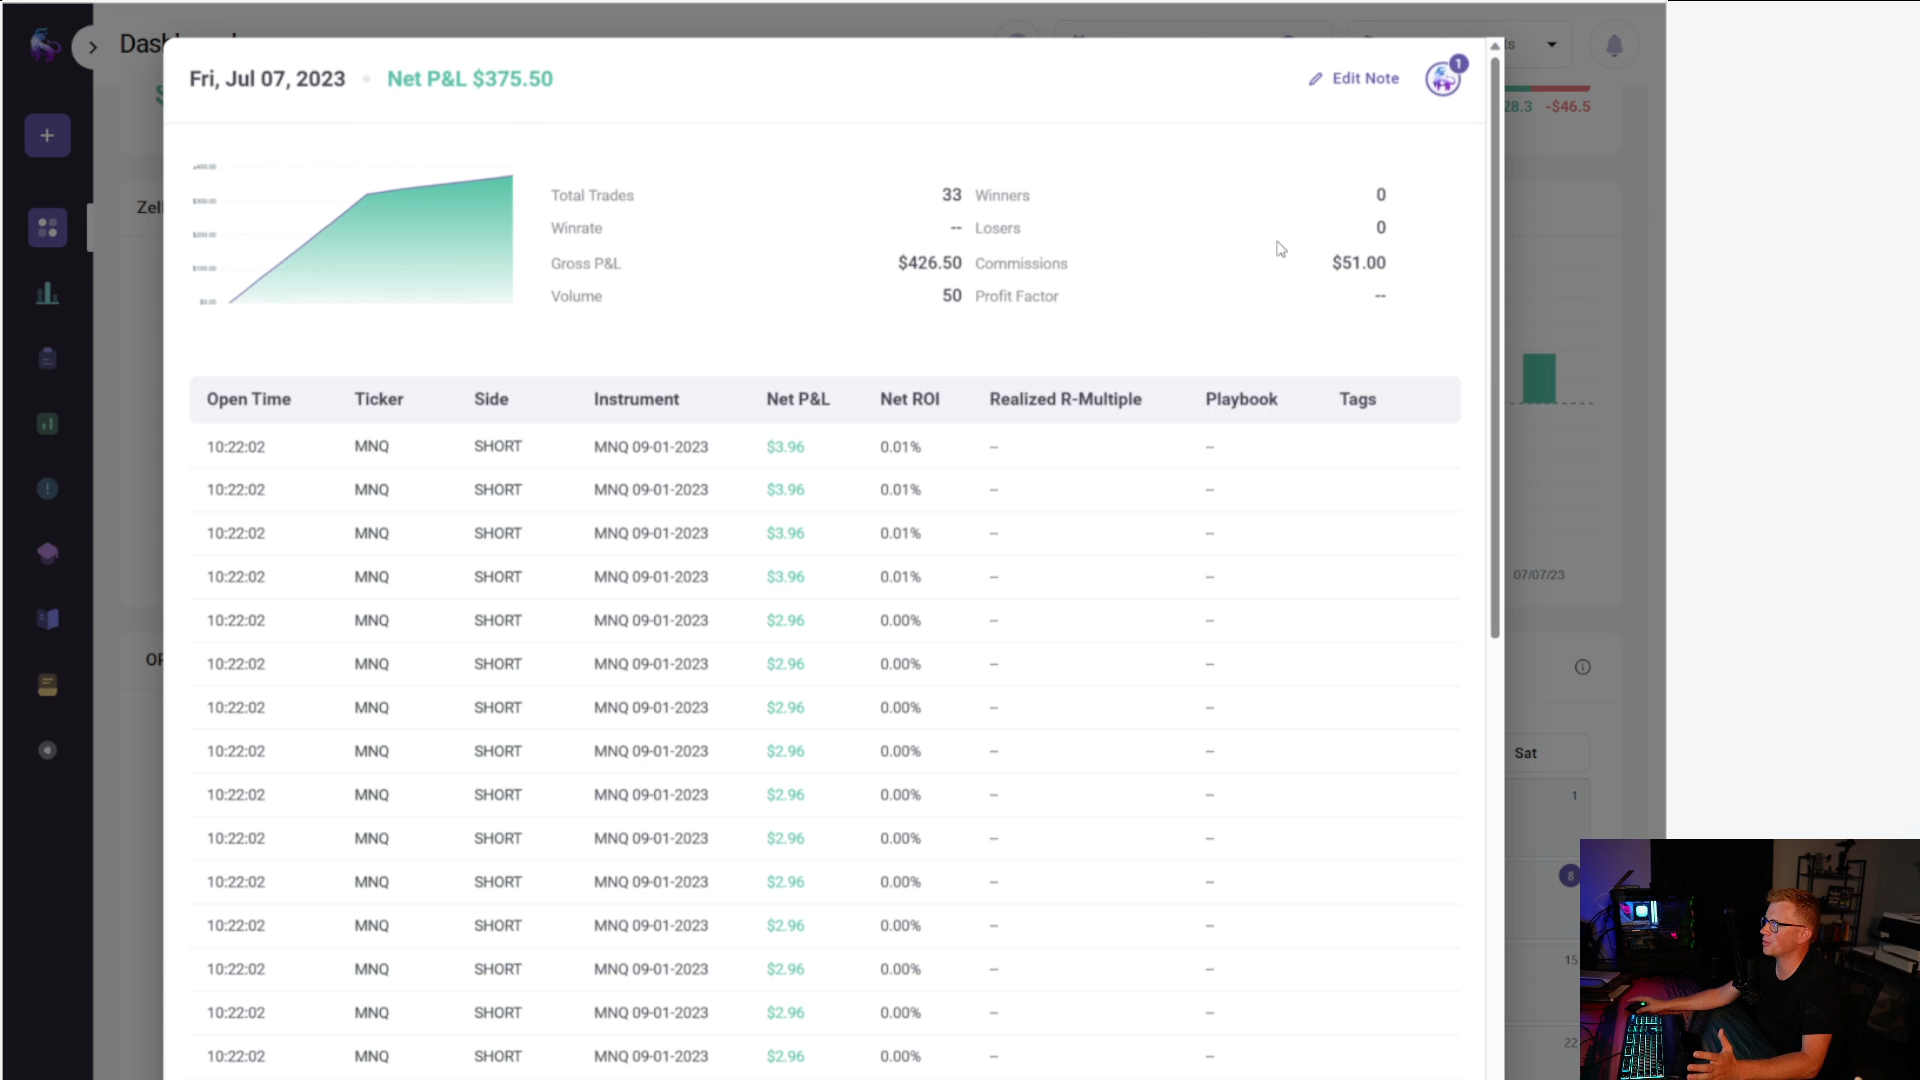 Fri, Jul 07, 2023 • Net P&L $375.50
Edit Note
1
28.3 -$46.5
$400.00
$300.00
$200.00
$100.00
$0.00
Total Trades 33 Winners 0
Winrate -- Losers 0
Gross P&L $426.50 Commissions $51.00
Volume 50 Profit Factor --
Open Time Ticker Side Instrument Net P&L Net ROI Realized R-Multiple Playbook Tags
10:22:02 MNQ SHORT MNQ 09-01-2023 $3.96 0.01% -- --
10:22:02 MNQ SHORT MNQ 09-01-2023 $3.96 0.01% -- --
10:22:02 MNQ SHORT MNQ 09-01-2023 $3.96 0.01% -- --
10:22:02 MNQ SHORT MNQ 09-01-2023 $3.96 0.01% -- --
10:22:02 MNQ SHORT MNQ 09-01-2023 $2.96 0.00% -- --
10:22:02 MNQ SHORT MNQ 09-01-2023 $2.96 0.00% -- --
10:22:02 MNQ SHORT MNQ 09-01-2023 $2.96 0.00% -- --
10:22:02 MNQ SHORT MNQ 09-01-2023 $2.96 0.00% -- --
10:22:02 MNQ SHORT MNQ 09-01-2023 $2.96 0.00% -- --
10:22:02 MNQ SHORT MNQ 09-01-2023 $2.96 0.00% -- --
10:22:02 MNQ SHORT MNQ 09-01-2023 $2.96 0.00% -- --
10:22:02 MNQ SHORT MNQ 09-01-2023 $2.96 0.00% -- --
10:22:02 MNQ SHORT MNQ 09-01-2023 $2.96 0.00% -- --
10:22:02 MNQ SHORT MNQ 09-01-2023 $2.96 0.00% -- --
10:22:02 MNQ SHORT MNQ 09-01-2023 $2.96 0.00% -- --
07/07/23
Sat
1
8
15
22